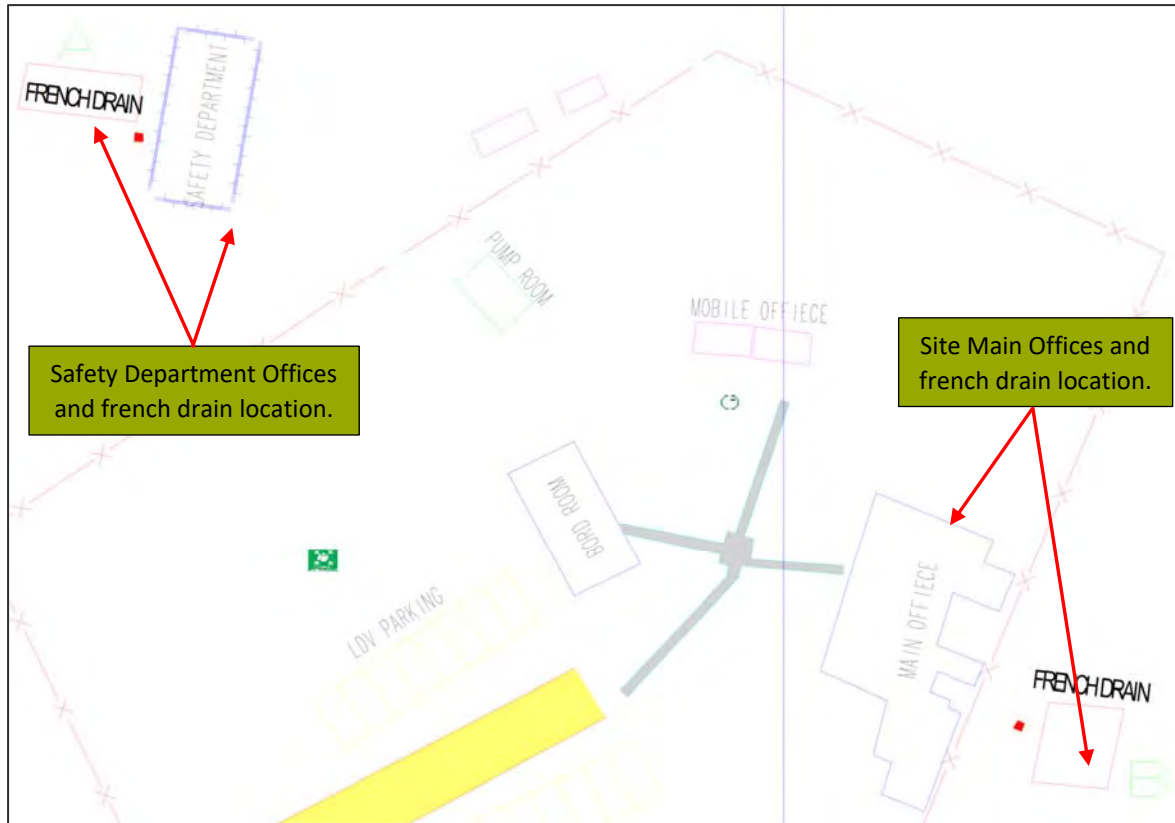 A
FRENCH DRAIN
SAFETY DEPARTMENT
PUMP ROOM
MOBILE OFFIECE
Safety Department Offices
and french drain location.
Site Main Offices and
french drain location.
BORD ROOM
LDV PARKING
MAIN OFFIECE
FRENCH DRAIN
B